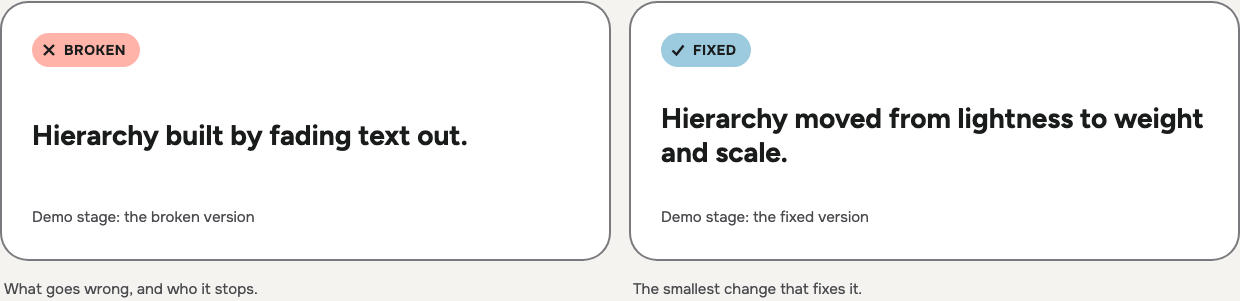 BROKEN
Hierarchy built by fading text out.
Demo stage: the broken version
What goes wrong, and who it stops.
FIXED
Hierarchy moved from lightness to weight
and scale.
Demo stage: the fixed version
The smallest change that fixes it.